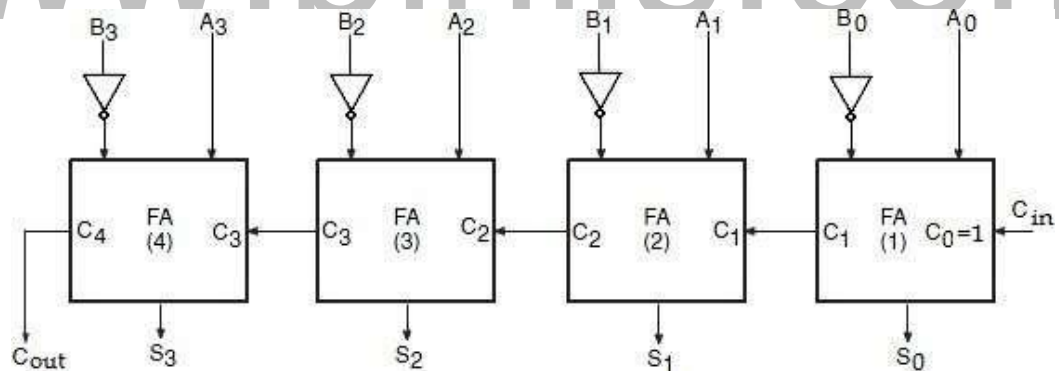 B3 A3 B2 A2 B1 A1 B0 A0
C4 FA (4) C3 C3 FA (3) C2 C2 FA (2) C1 C1 FA (1) C0=1 Cin
Cout S3 S2 S1 S0